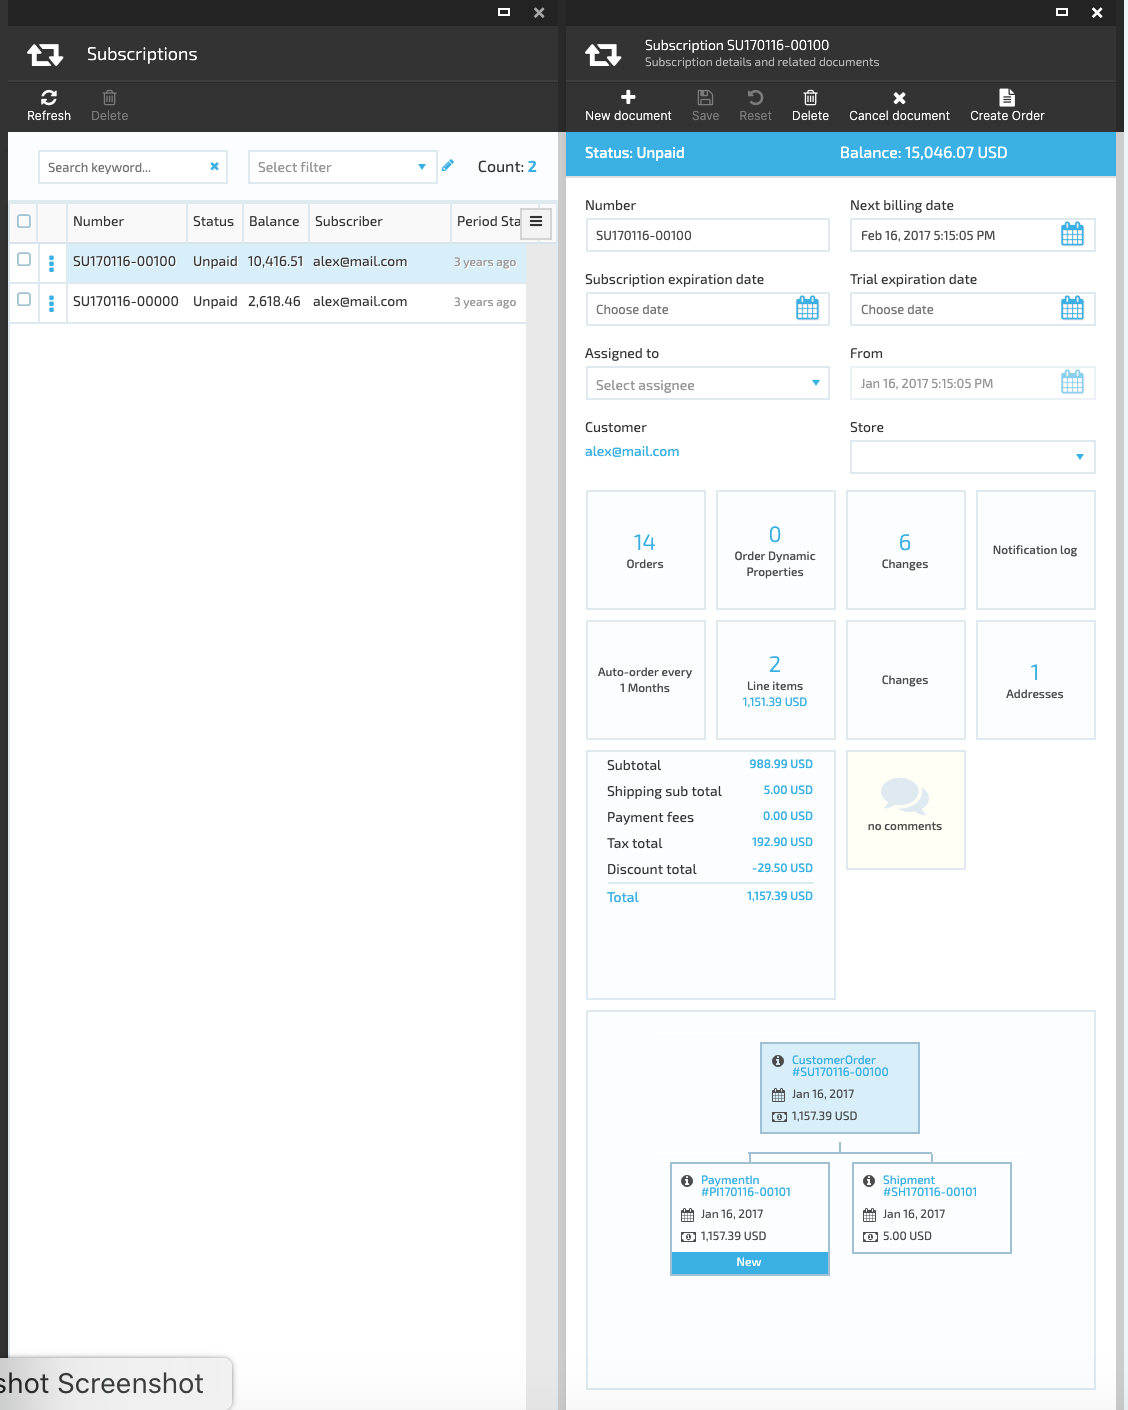 Subscriptions
Refresh
Delete
Search keyword...
Select filter
Count: 2
Number Status Balance Subscriber Period Sta
SU170116-00100 Unpaid 10,416.51 alex@mail.com 3 years ago
SU170116-00000 Unpaid 2,618.46 alex@mail.com 3 years ago
shot Screenshot
Subscription SU170116-00100
Subscription details and related documents
New document Save Reset Delete Cancel document Create Order
Status: Unpaid Balance: 15,046.07 USD
Number
SU170116-00100
Next billing date
Feb 16, 2017 5:15:05 PM
Subscription expiration date
Choose date
Trial expiration date
Choose date
Assigned to
Select assignee
From
Jan 16, 2017 5:15:05 PM
Customer
alex@mail.com
Store
14
Orders
0
Order Dynamic
Properties
6
Changes
Notification log
Auto-order every
1 Months
2
Line items
1,151.39 USD
Changes
1
Addresses
Subtotal 988.99 USD
Shipping sub total 5.00 USD
Payment fees 0.00 USD
Tax total 192.90 USD
Discount total -29.50 USD
Total 1,157.39 USD
no comments
CustomerOrder
#SU170116-00100
Jan 16, 2017
1,157.39 USD
PaymentIn
#PI170116-00101
Jan 16, 2017
1,157.39 USD
New
Shipment
#SH170116-00101
Jan 16, 2017
5.00 USD